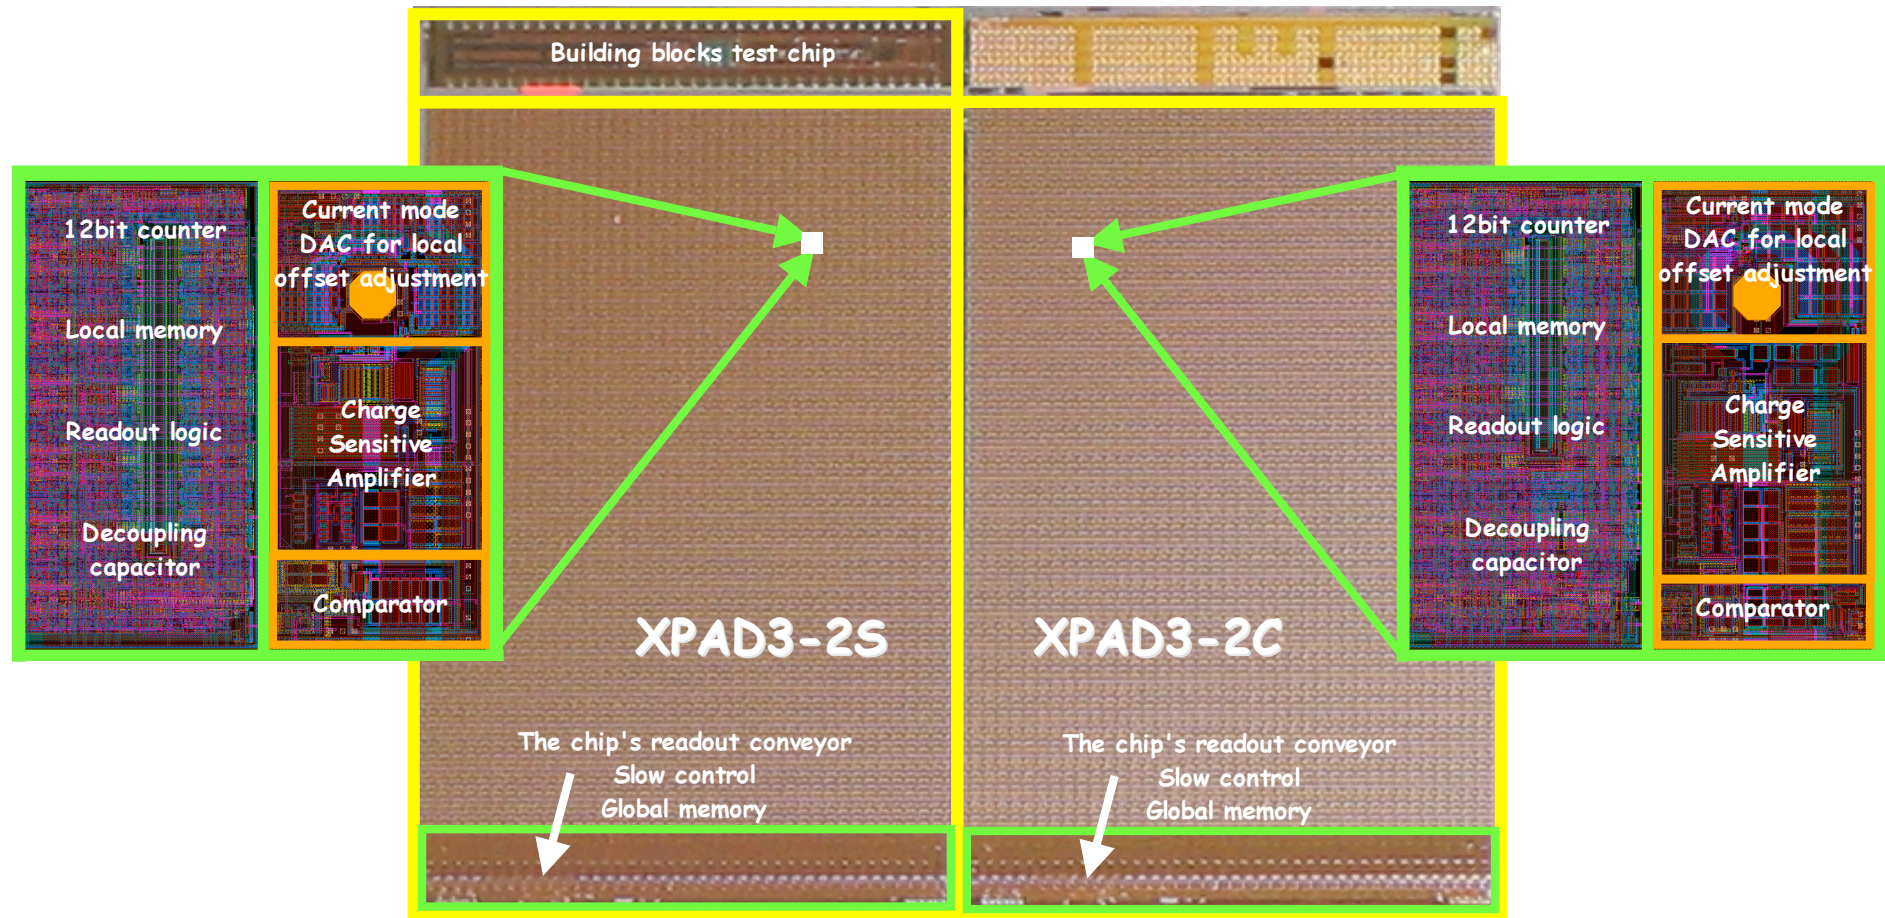 Building blocks test chip
12bit counter
Local memory
Readout logic
Decoupling
capacitor
Current mode
DAC for local
offset adjustment
Charge
Sensitive
Amplifier
Comparator
XPAD3-2S
The chip's readout conveyor
Slow control
Global memory
XPAD3-2C
The chip's readout conveyor
Slow control
Global memory
12bit counter
Local memory
Readout logic
Decoupling
capacitor
Current mode
DAC for local
offset adjustment
Charge
Sensitive
Amplifier
Comparator